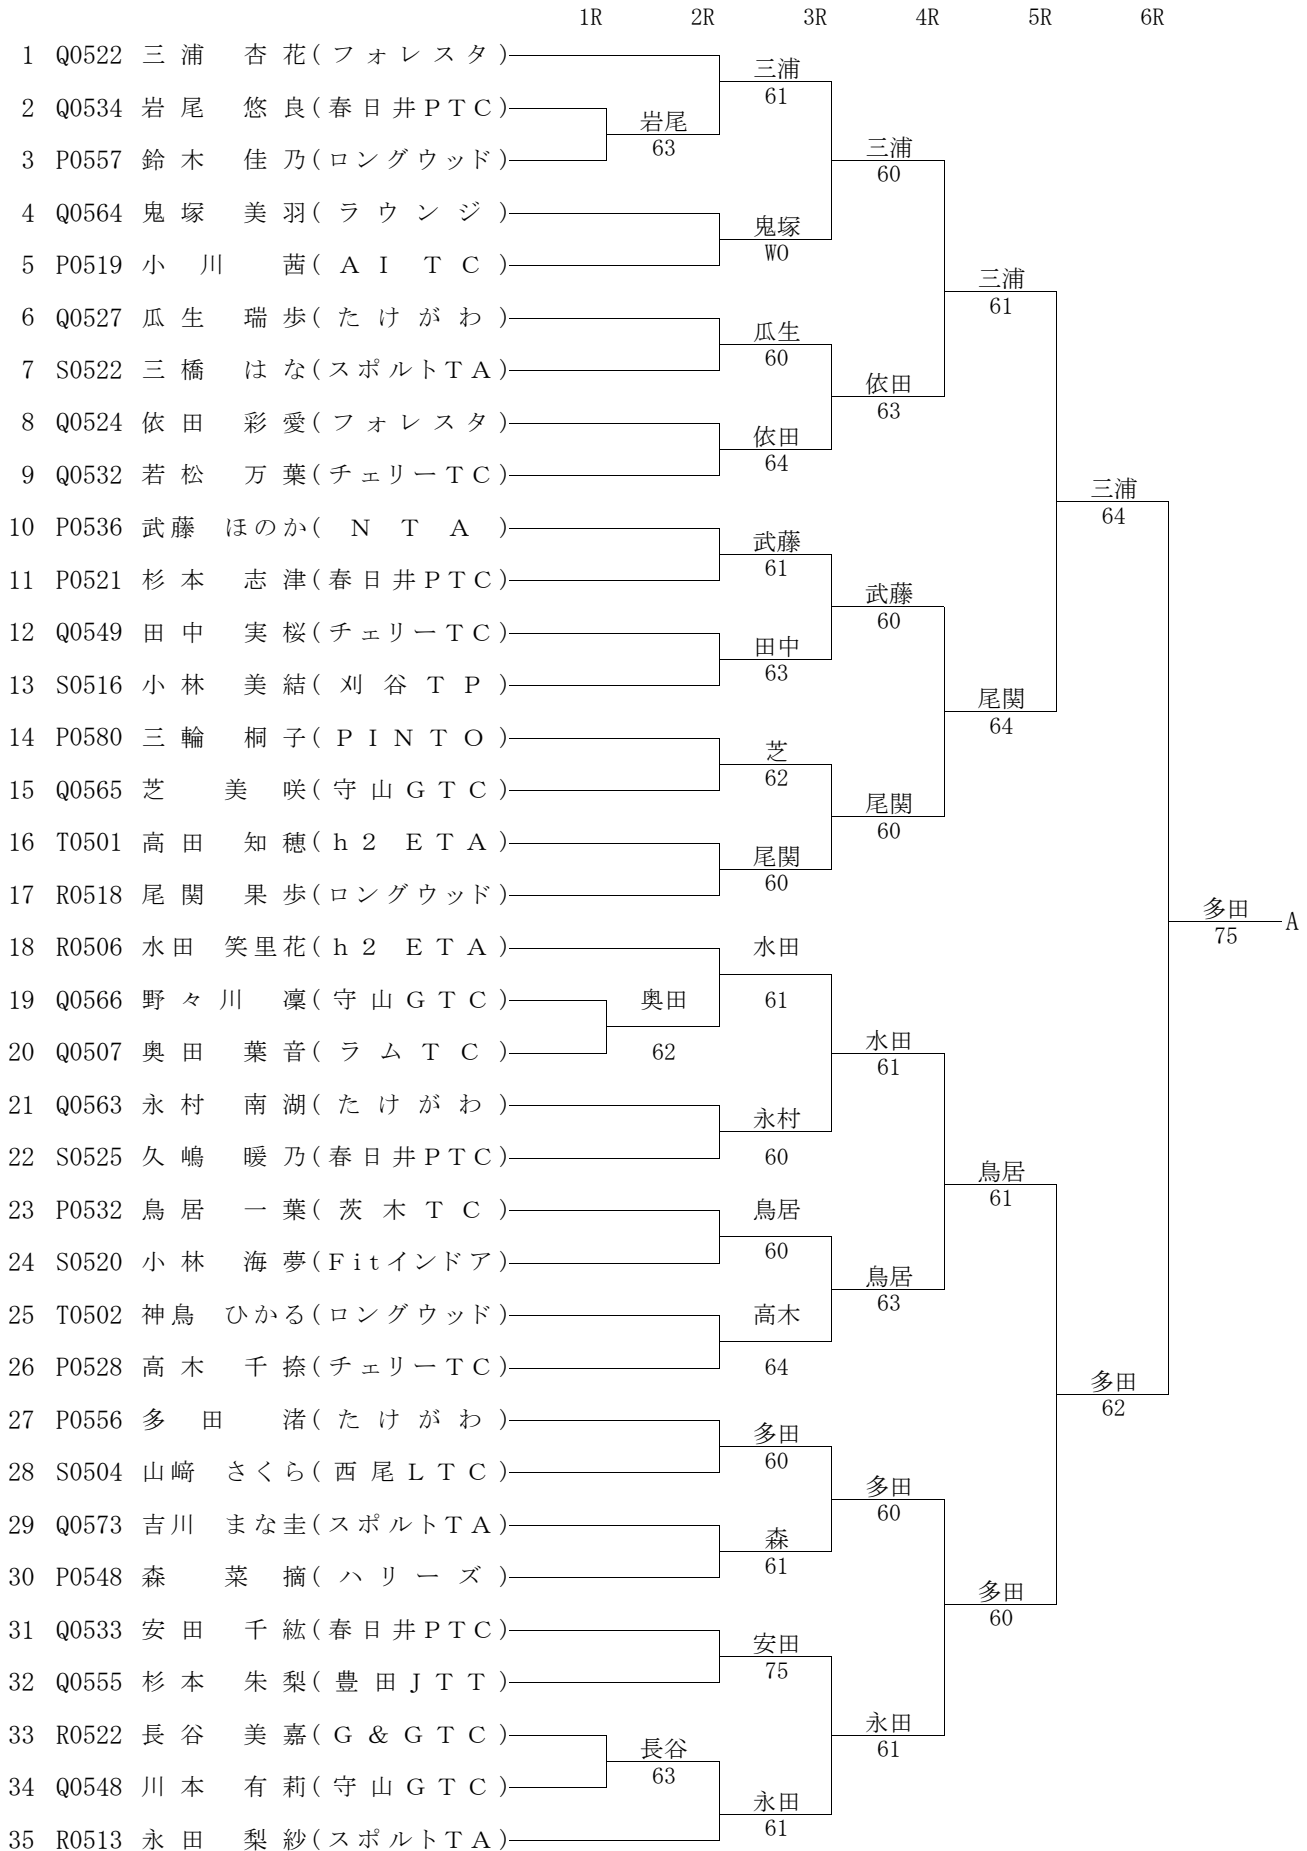 1R 2R 3R 4R 5R 6R
1 Q0522 三浦 杏花(フォレスタ)
三浦
61
2 Q0534 岩尾 悠良(春日井PTC)
岩尾
63
3 P0557 鈴木 佳乃(ロングウッド)
三浦
60
4 Q0564 鬼塚 美羽(ラウンジ)
鬼塚
WO
5 P0519 小川 茜(AI TC)
三浦
61
6 Q0527 瓜生 瑞歩(たけがわ)
瓜生
60
7 S0522 三橋 はな(スポルトTA)
依田
63
8 Q0524 依田 彩愛(フォレスタ)
依田
64
9 Q0532 若松 万葉(チェリーTC)
三浦
64
10 P0536 武藤 ほのか(NTA)
武藤
61
11 P0521 杉本 志津(春日井PTC)
武藤
60
12 Q0549 田中 実桜(チェリーTC)
田中
63
13 S0516 小林 美結(刈谷TP)
尾関
64
14 P0580 三輪 桐子(PINTO)
芝
62
15 Q0565 芝 美咲(守山GTC)
尾関
60
16 T0501 高田 知穂(h2 ETA)
尾関
60
17 R0518 尾関 果歩(ロングウッド)
多田
75
A
18 R0506 水田 笑里花(h2 ETA)
水田
61
19 Q0566 野々川 凜(守山GTC)
奥田
62
20 Q0507 奥田 葉音(ラムTC)
水田
61
21 Q0563 永村 南湖(たけがわ)
永村
60
22 S0525 久嶋 暖乃(春日井PTC)
鳥居
61
23 P0532 鳥居 一葉(茨木TC)
鳥居
60
24 S0520 小林 海夢(Fitインドア)
鳥居
63
25 T0502 神鳥 ひかる(ロングウッド)
高木
64
26 P0528 高木 千捺(チェリーTC)
多田
62
27 P0556 多田 渚(たけがわ)
多田
60
28 S0504 山﨑 さくら(西尾LTC)
多田
60
29 Q0573 吉川 まな圭(スポルトTA)
森
61
30 P0548 森 菜摘(ハリーズ)
多田
60
31 Q0533 安田 千紘(春日井PTC)
安田
75
32 Q0555 杉本 朱梨(豊田JTT)
永田
61
33 R0522 長谷 美嘉(G&GTC)
長谷
63
34 Q0548 川本 有莉(守山GTC)
永田
61
35 R0513 永田 梨紗(スポルトTA)